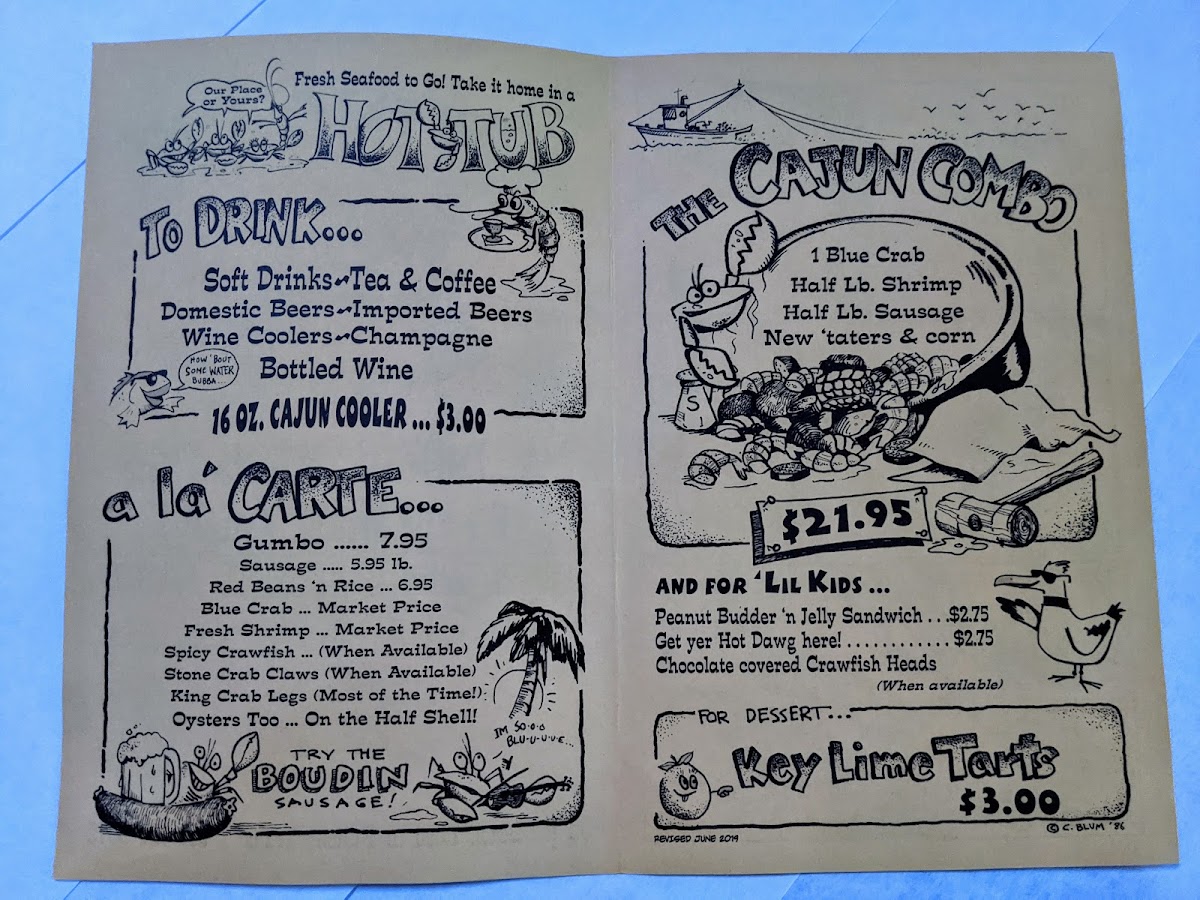 Our Place
or Yours?
Fresh Seafood to Go! Take it home in a
HOT TUB
To DRINK...
Soft Drinks~Tea & Coffee
Domestic Beers~Imported Beers
Wine Coolers~Champagne
Bottled Wine
HOW 'BOUT
SOME WATER
BUBBA...
16 OZ. CAJUN COOLER ... $3.00
a lá CARTE...
Gumbo ...... 7.95
Sausage ..... 5.95 lb.
Red Beans 'n Rice ... 6.95
Blue Crab ... Market Price
Fresh Shrimp ... Market Price
Spicy Crawfish ... (When Available)
Stone Crab Claws (When Available)
King Crab Legs (Most of the Time!)
Oysters Too ... On the Half Shell!
I'M SO-O-O
BLU-U-U-U-E...
TRY THE
BOUDIN
SAUSAGE!
THE CAJUN COMBO
1 Blue Crab
Half Lb. Shrimp
Half Lb. Sausage
New 'taters & corn
S
$21.95
AND FOR 'LIL KIDS ...
Peanut Budder 'n Jelly Sandwich . . .$2.75
Get yer Hot Dawg here! . . . . . . . . . . . . $2.75
Chocolate covered Crawfish Heads
(When available)
FOR DESSERT...
Key Lime Tarts
$3.00
© C. BLUM '86
REVISED JUNE 2019